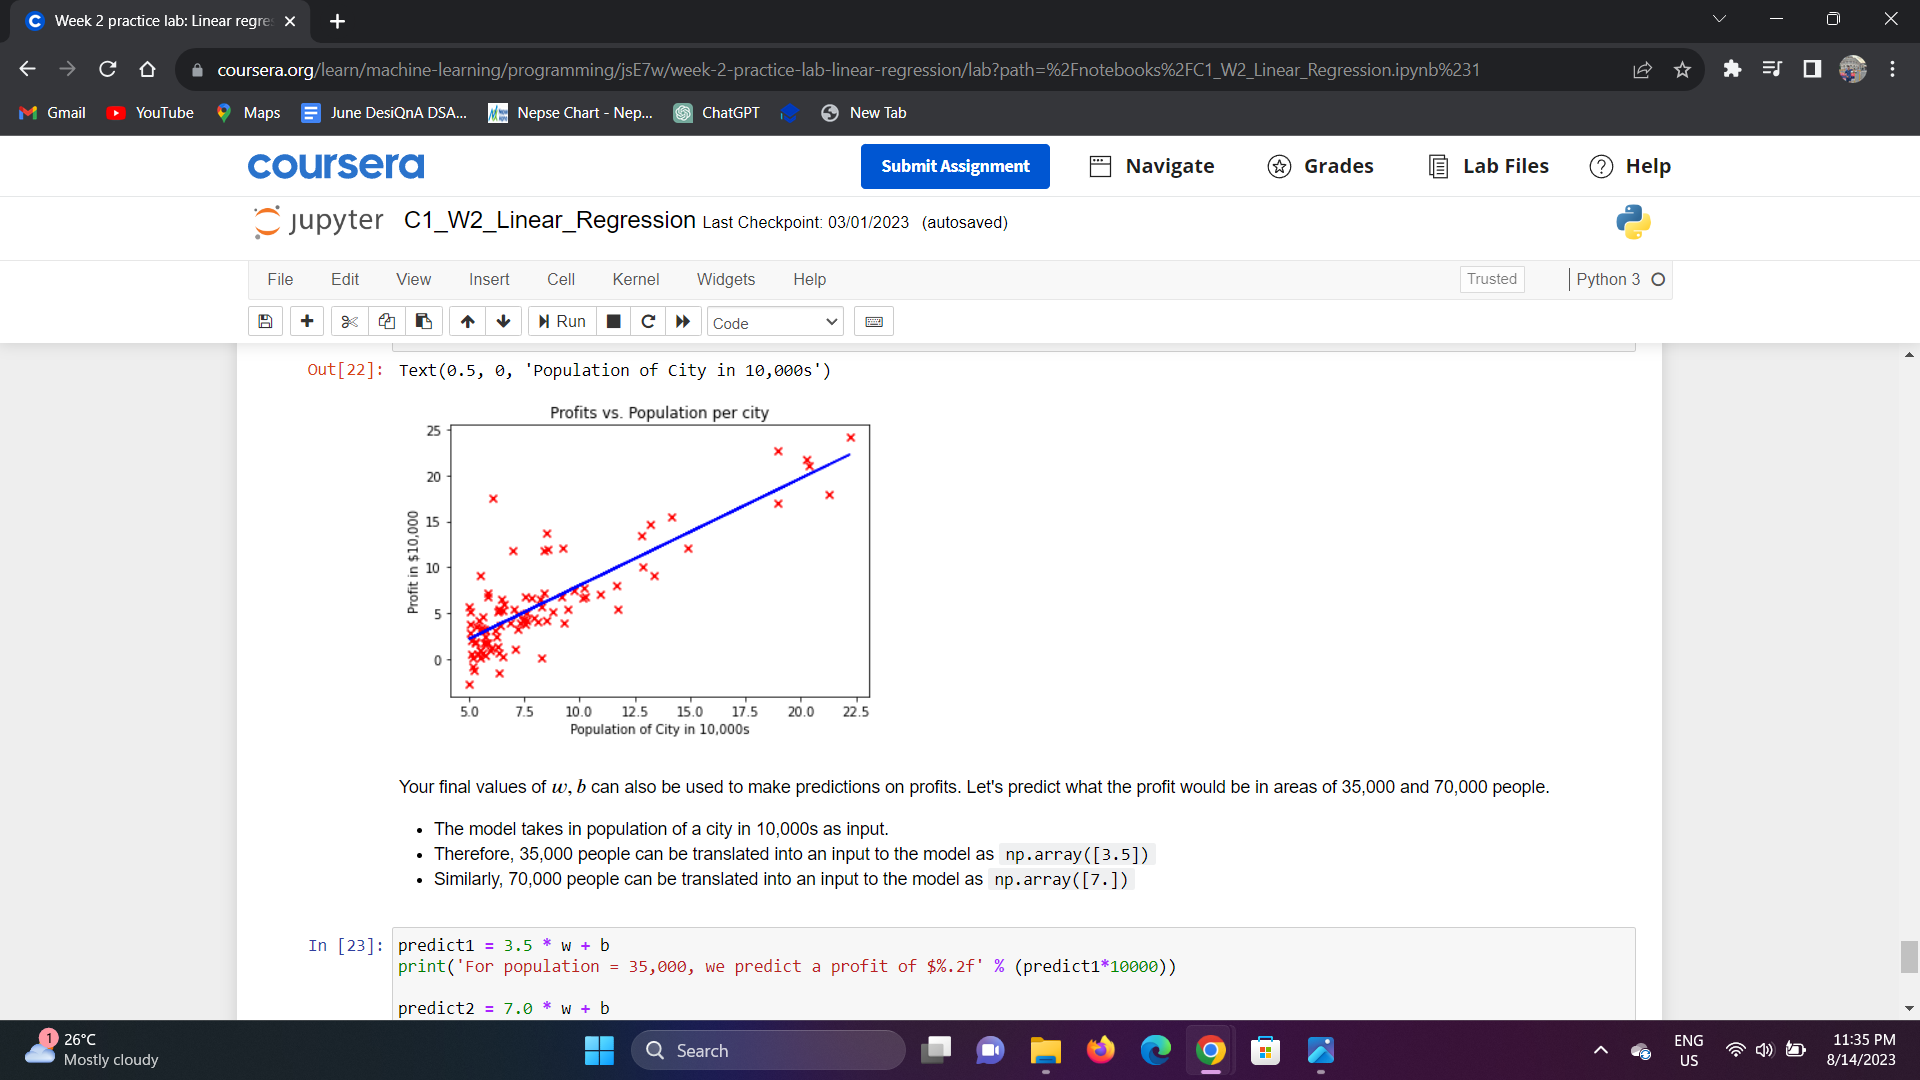 Week 2 practice lab: Linear regre
coursera.org/learn/machine-learning/programming/jsE7w/week-2-practice-lab-linear-regression/lab?path=%2Fnotebooks%2FC1_W2_Linear_Regression.ipynb%231
Gmail YouTube Maps June DesiQnA DSA... Nepse Chart - Nep... ChatGPT New Tab
coursera Submit Assignment Navigate Grades Lab Files Help
jupyter C1_W2_Linear_Regression Last Checkpoint: 03/01/2023 (autosaved)
File Edit View Insert Cell Kernel Widgets Help Trusted Python 3
Run Code
Out[22]: Text(0.5, 0, 'Population of City in 10,000s')
Profits vs. Population per city
25
20
15
10
5
0
Profit in $10,000
5.0 7.5 10.0 12.5 15.0 17.5 20.0 22.5
Population of City in 10,000s
Your final values of w, b can also be used to make predictions on profits. Let's predict what the profit would be in areas of 35,000 and 70,000 people.
• The model takes in population of a city in 10,000s as input.
• Therefore, 35,000 people can be translated into an input to the model as np.array([3.5])
• Similarly, 70,000 people can be translated into an input to the model as np.array([7.])
In [23]: predict1 = 3.5 * w + b
print('For population = 35,000, we predict a profit of $%.2f' % (predict1*10000))
predict2 = 7.0 * w + b
1 26°C
Mostly cloudy
Search
ENG
US
11:35 PM
8/14/2023